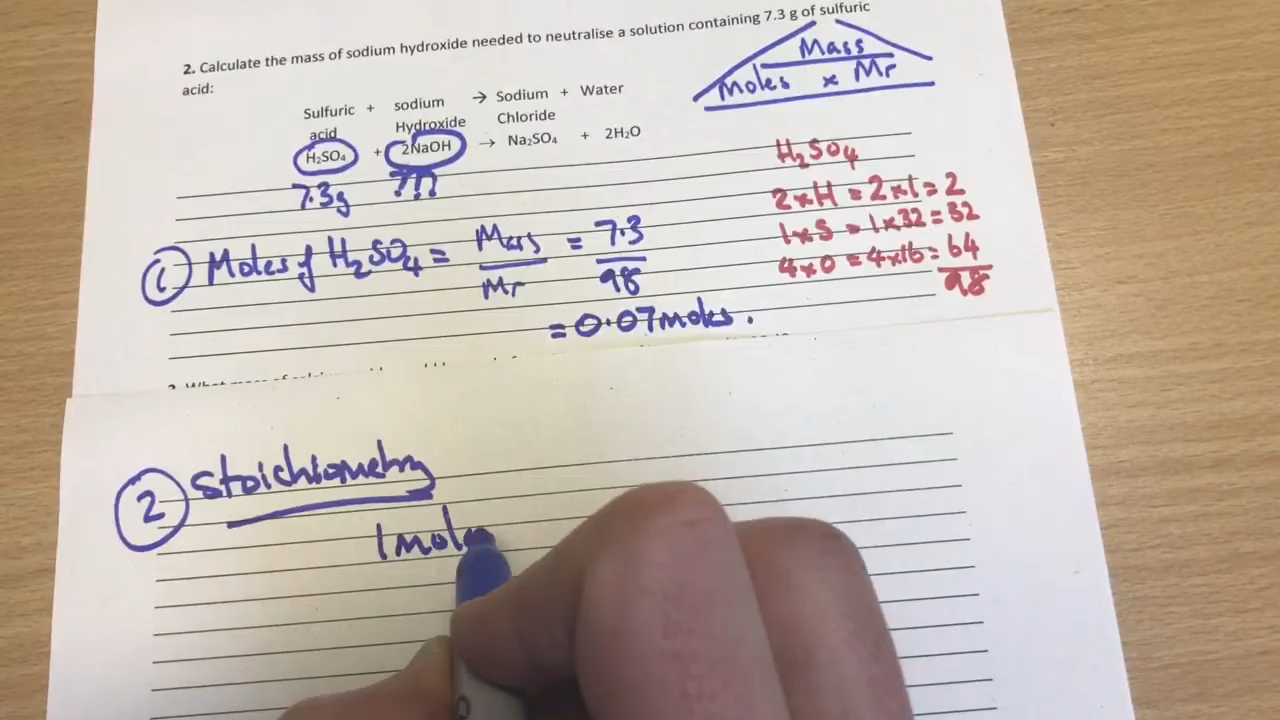 2. Calculate the mass of sodium hydroxide needed to neutralise a solution containing 7.3 g of sulfuric
acid:
Mass
Moles × Mr
Sulfuric + sodium → Sodium + Water
acid Hydroxide Chloride
H₂SO₄ + 2NaOH → Na₂SO₄ + 2H₂O
7.3g ???
H₂SO₄
2×H = 2×1 = 2
1×S = 1×32 = 32
4×O = 4×16 = 64
98
1 Moles of H₂SO₄ = Mass = 7.3
Mr 98
= 0.07moles.
2 Stoichiometry
1 mole